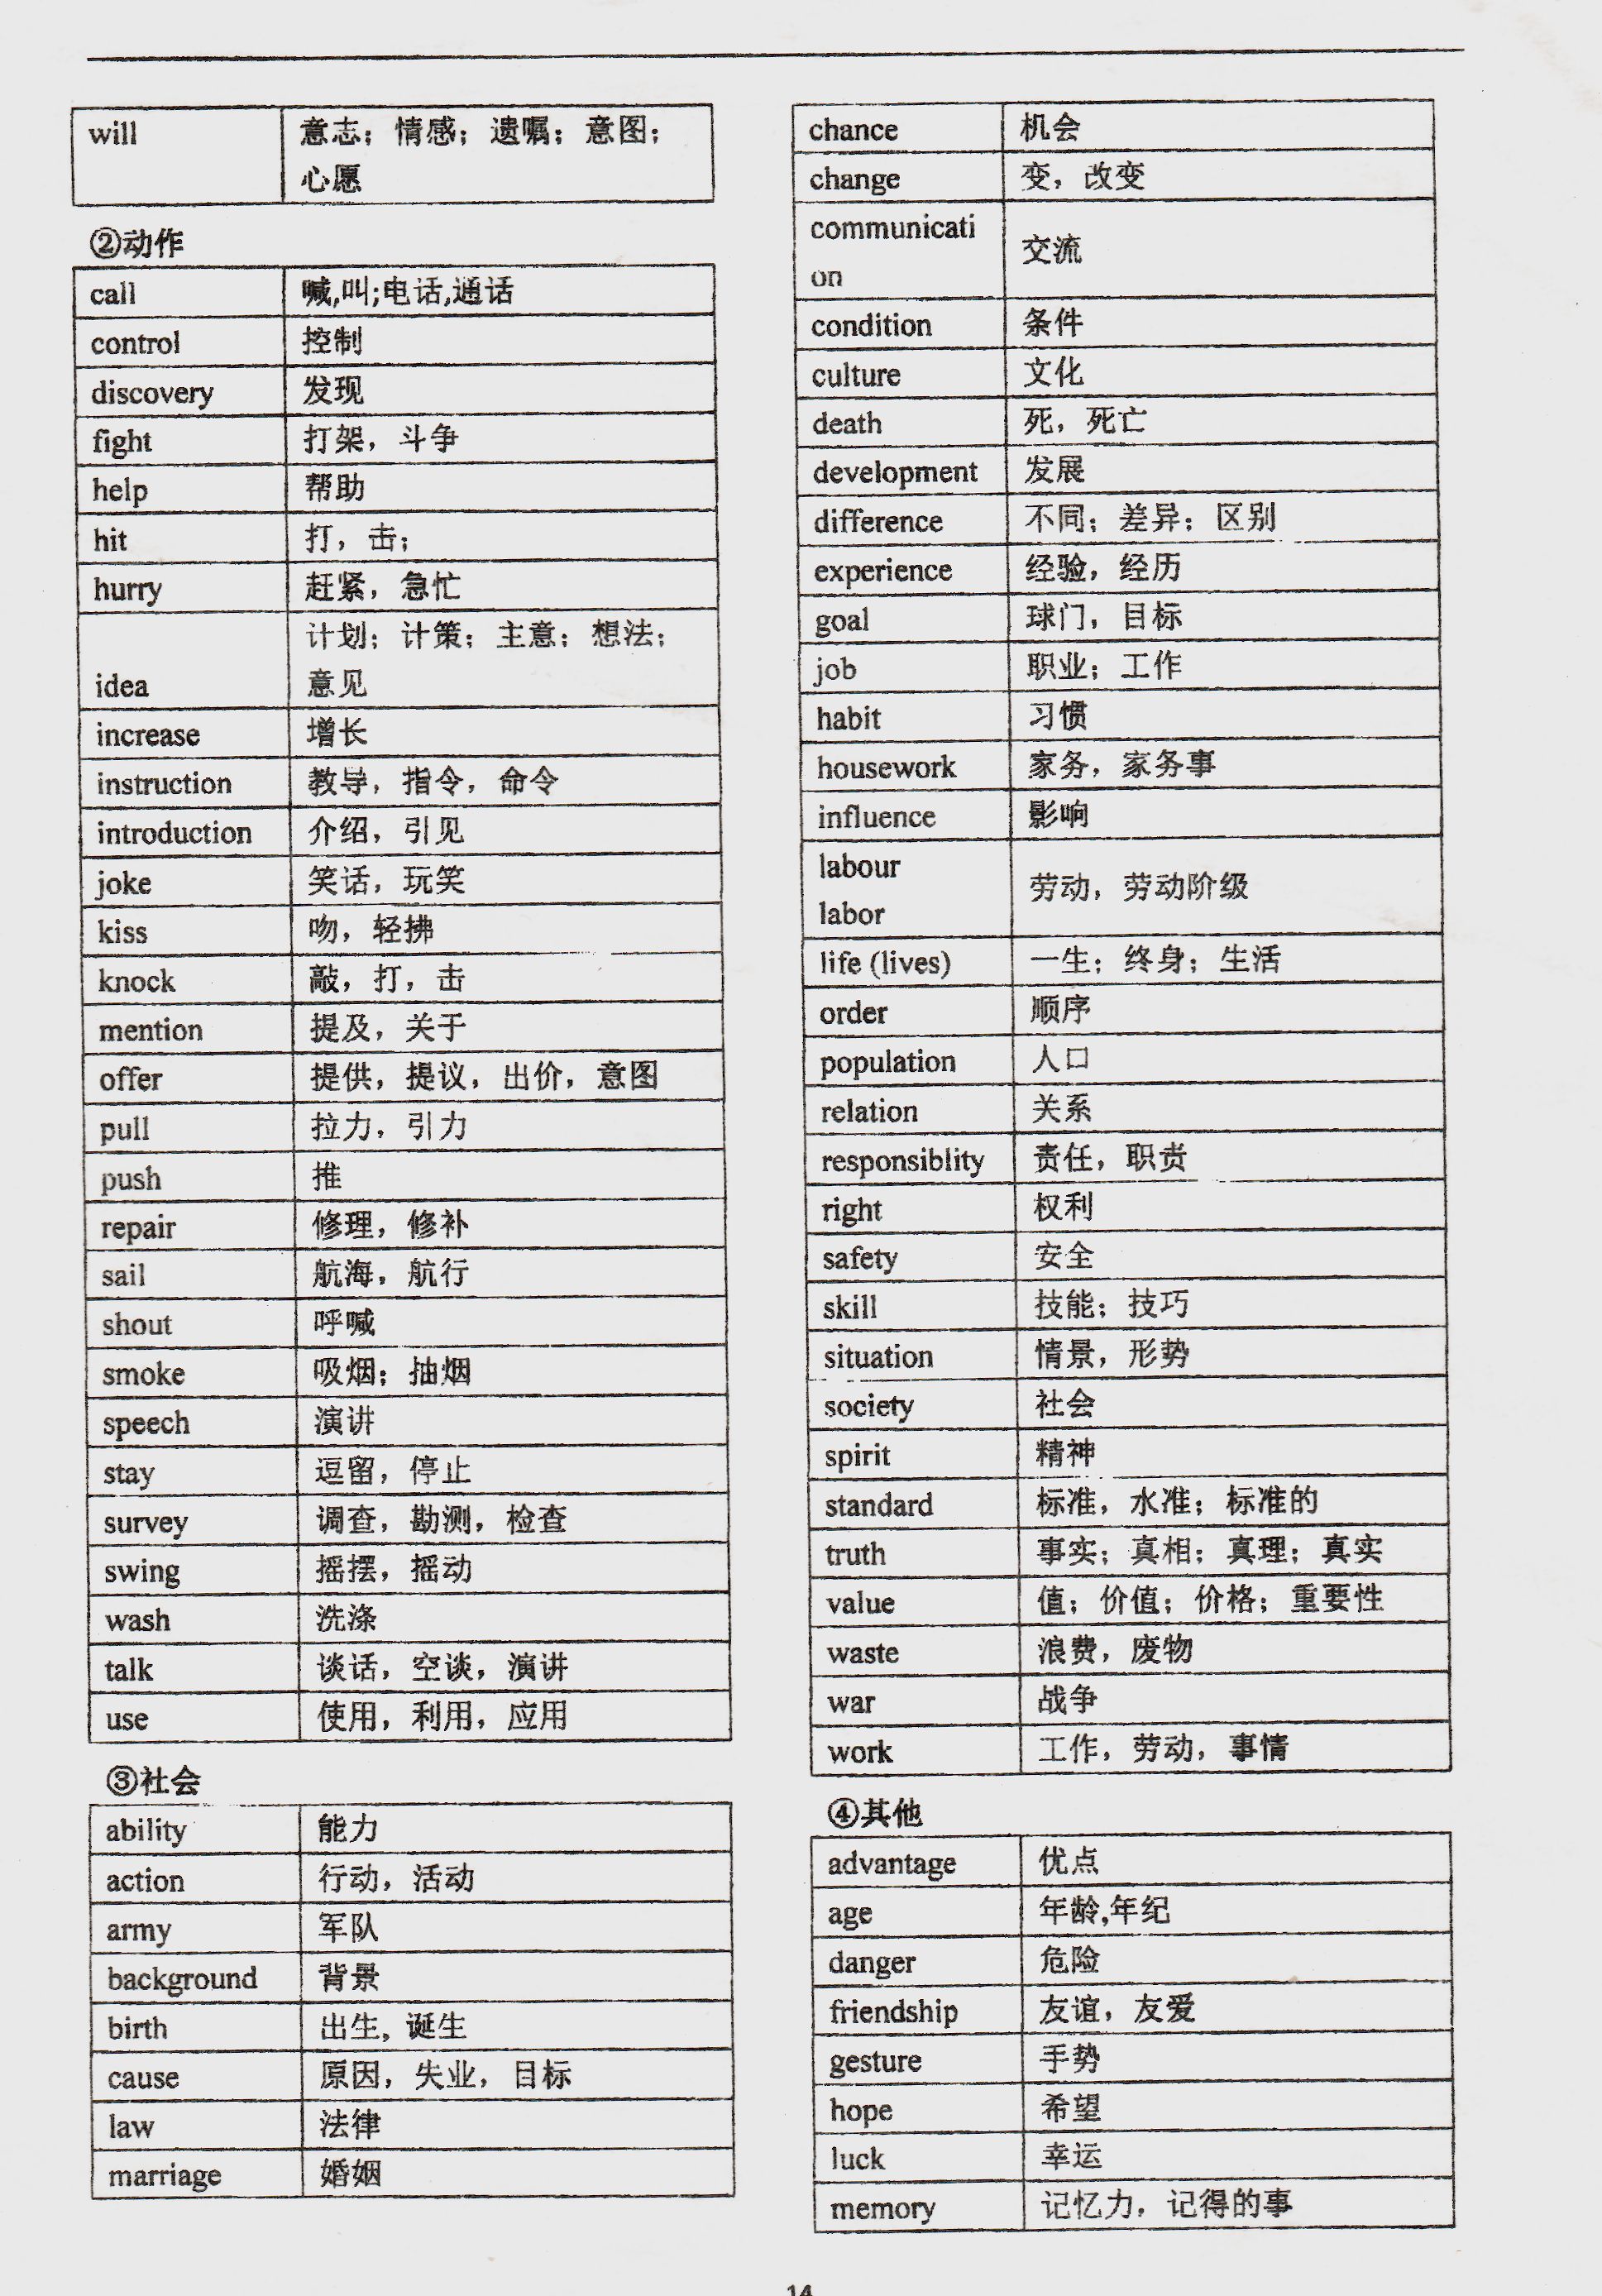 will 意志；情感；遗嘱；意图；
心愿
②动作
call 喊,叫;电话,通话
control 控制
discovery 发现
fight 打架，斗争
help 帮助
hit 打，击；
hurry 赶紧，急忙
计划；计策；主意；想法；
idea 意见
increase 增长
instruction 教导，指令，命令
introduction 介绍，引见
joke 笑话，玩笑
kiss 吻，轻拂
knock 敲，打，击
mention 提及，关于
offer 提供，提议，出价，意图
pull 拉力，引力
push 推
repair 修理，修补
sail 航海，航行
shout 呼喊
smoke 吸烟；抽烟
speech 演讲
stay 逗留，停止
survey 调查，勘测，检查
swing 摇摆，摇动
wash 洗涤
talk 谈话，空谈，演讲
use 使用，利用，应用
③社会
ability 能力
action 行动，活动
army 军队
background 背景
birth 出生，诞生
cause 原因，失业，目标
law 法律
marriage 婚姻
chance 机会
change 变，改变
communicati
on 交流
condition 条件
culture 文化
death 死，死亡
development 发展
difference 不同；差异；区别
experience 经验，经历
goal 球门，目标
job 职业；工作
habit 习惯
housework 家务，家务事
influence 影响
labour
labor 劳动，劳动阶级
life (lives) 一生；终身；生活
order 顺序
population 人口
relation 关系
responsiblity 责任，职责
right 权利
safety 安全
skill 技能；技巧
situation 情景，形势
society 社会
spirit 精神
standard 标准，水准；标准的
truth 事实；真相；真理；真实
value 值；价值；价格；重要性
waste 浪费，废物
war 战争
work 工作，劳动，事情
④其他
advantage 优点
age 年龄,年纪
danger 危险
friendship 友谊，友爱
gesture 手势
hope 希望
luck 幸运
memory 记忆力，记得的事
14